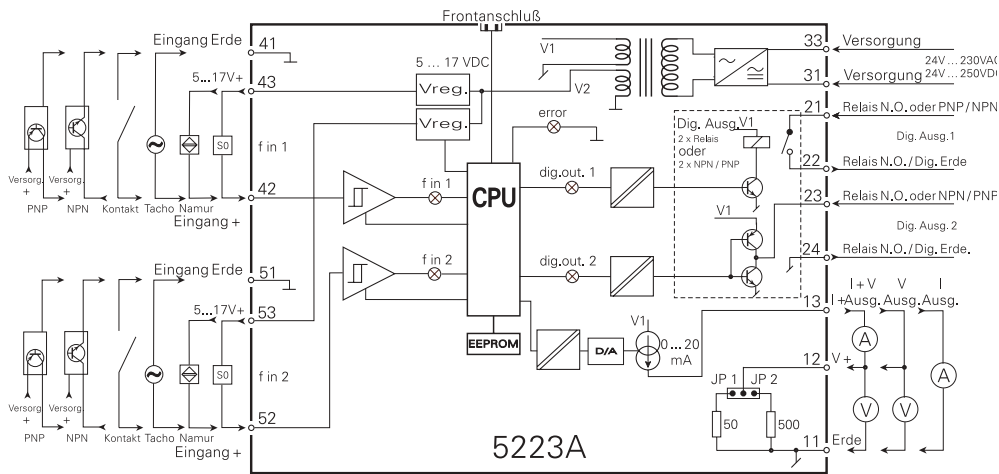 Frontanschluß
Eingang Erde
41
5...17V+
43
5 ... 17 VDC
Vreg.
Vreg.
V1
V2
33
Versorgung
24V...230VAC
24V...250VDC
31
Versorgung
error
Dig. Ausg.
2 x Relais
oder
2 x NPN / PNP
V1
21
Relais N.O. oder PNP / NPN
Dig. Ausg.1
22
Relais N.O./Dig. Erde
S0
f in 1
Versorg.
+
Versorg.
+
PNP
NPN
Kontakt
Tacho
Namur
Eingang +
42
f in 1
CPU
dig.out. 1
23
Relais N.O. oder NPN/PNP
V1
Dig. Ausg. 2
24
Relais N.O./ Dig. Erde.
Eingang Erde
51
f in 2
dig.out. 2
5...17V+
53
EEPROM
D/A
V1
0 ... 20
mA
13
I +
I + V
Ausg.
V
Ausg.
I
Ausg.
A
12
V +
A
JP 1
JP 2
S0
f in 2
Versorg.
+
Versorg.
+
PNP
NPN
Kontakt
Tacho
Namur
Eingang +
52
50
500
V
V
11
Erde
5223A